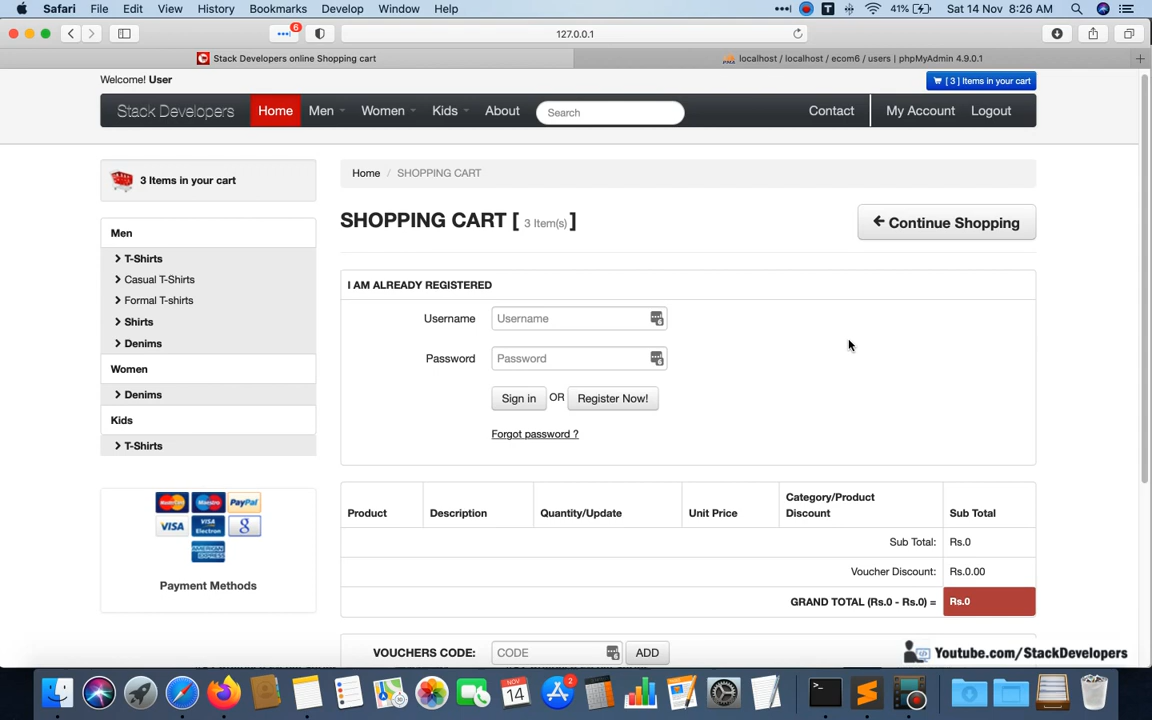 Safari File Edit View History Bookmarks Develop Window Help 41% Sat 14 Nov 8:26 AM
6
127.0.0.1
Stack Developers online Shopping cart
localhost / localhost / ecom6 / users | phpMyAdmin 4.9.0.1
Welcome! User
[ 3 ] Items in your cart
Stack Developers Home Men Women Kids About Search Contact My Account Logout
3 Items in your cart
Home / SHOPPING CART
SHOPPING CART [ 3 Item(s) ]
Continue Shopping
Men
T-Shirts
Casual T-Shirts
Formal T-shirts
Shirts
Denims
Women
Denims
Kids
T-Shirts
Payment Methods
I AM ALREADY REGISTERED
Username Username
Password Password
Sign in OR Register Now!
Forgot password ?
Product Description Quantity/Update Unit Price Category/Product Discount Sub Total
Sub Total: Rs.0
Voucher Discount: Rs.0.00
GRAND TOTAL (Rs.0 - Rs.0) = Rs.0
VOUCHERS CODE: CODE ADD
Youtube.com/StackDevelopers
NOV
14
2